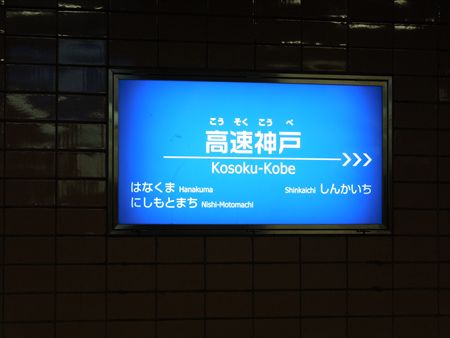 こう そく こう べ
高速神戸
Kosoku-Kobe
はなくま Hanakuma Shinkaichi しんかいち
にしもとまち Nishi-Motomachi